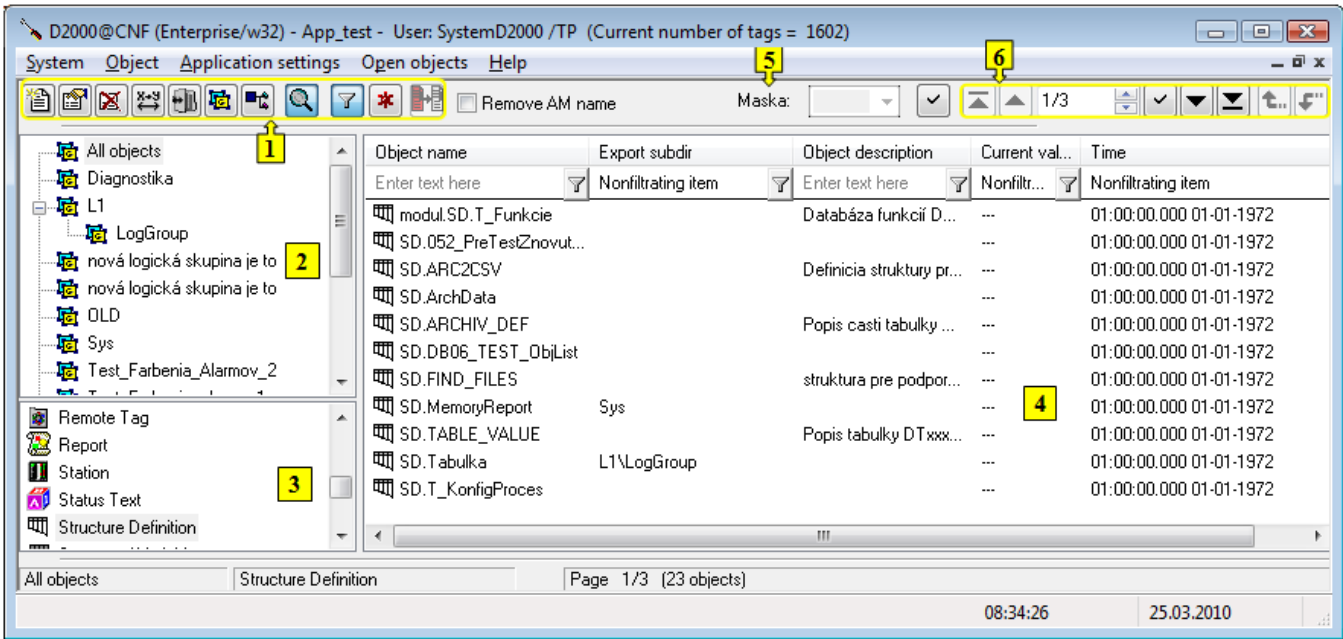 D2000@CNF (Enterprise/w32) - App_test - User: SystemD2000 /TP (Current number of tags = 1602)
System Object Application settings Open objects Help
5
6
Remove AM name
Maska:
1/3
1
All objects
Diagnostika
L1
LogGroup
nová logická skupina je to
nová logická skupina je to
OLD
Sys
Test_Farbenia_Alarmov_2
2
Remote Tag
Report
Station
Status Text
Structure Definition
3
Object name Export subdir Object description Current val... Time
Enter text here Nonfiltrating item Enter text here Nonfiltr... Nonfiltrating item
modul.SD.T_Funkcie Databáza funkcií D... --- 01:00:00.000 01-01-1972
SD.052_PreTestZnovut... --- 01:00:00.000 01-01-1972
SD.ARC2CSV Definicia struktury pr... --- 01:00:00.000 01-01-1972
SD.ArchData --- 01:00:00.000 01-01-1972
SD.ARCHIV_DEF Popis casti tabulky ... --- 01:00:00.000 01-01-1972
SD.DB06_TEST_ObjList --- 01:00:00.000 01-01-1972
SD.FIND_FILES struktura pre podpor... --- 01:00:00.000 01-01-1972
SD.MemoryReport Sys --- 01:00:00.000 01-01-1972
SD.TABLE_VALUE Popis tabulky DTxxx... --- 01:00:00.000 01-01-1972
SD.Tabulka L1\LogGroup --- 01:00:00.000 01-01-1972
SD.T_KonfigProces --- 01:00:00.000 01-01-1972
4
All objects Structure Definition Page 1/3 (23 objects)
08:34:26 25.03.2010